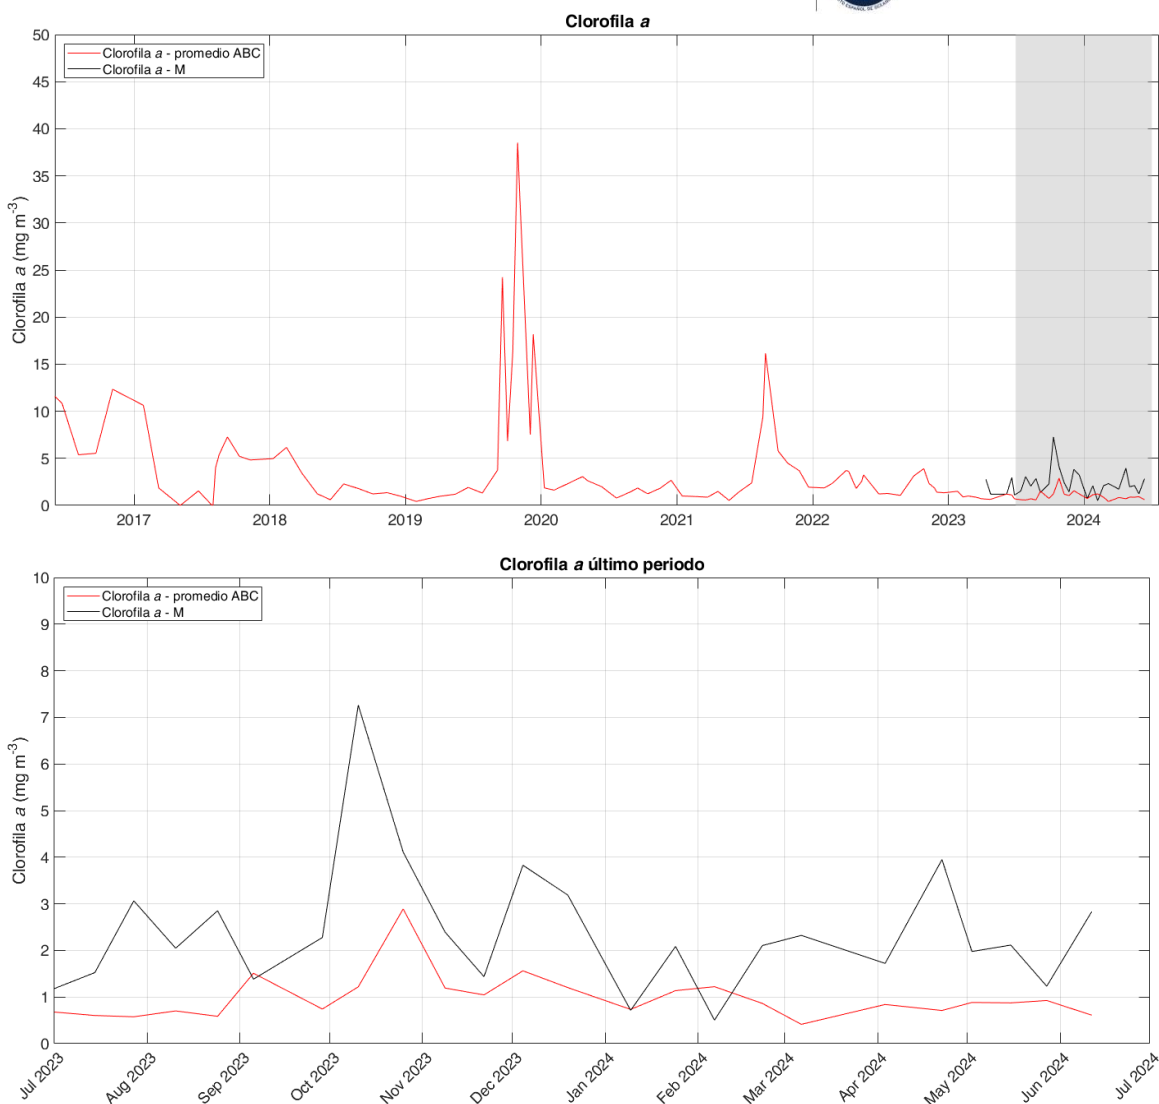 ESPAÑOL DE
Clorofila a
50
45
40
35
30
25
20
15
10
5
0
Clorofila a (mg m-3)
Clorofila a - promedio ABC
Clorofila a - M
2017 2018 2019 2020 2021 2022 2023 2024
Clorofila a último periodo
10
9
8
7
6
5
4
3
2
1
0
Clorofila a (mg m-3)
Clorofila a - promedio ABC
Clorofila a - M
Jul 2023 Aug 2023 Sep 2023 Oct 2023 Nov 2023 Dec 2023 Jan 2024 Feb 2024 Mar 2024 Apr 2024 May 2024 Jun 2024 Jul 2024